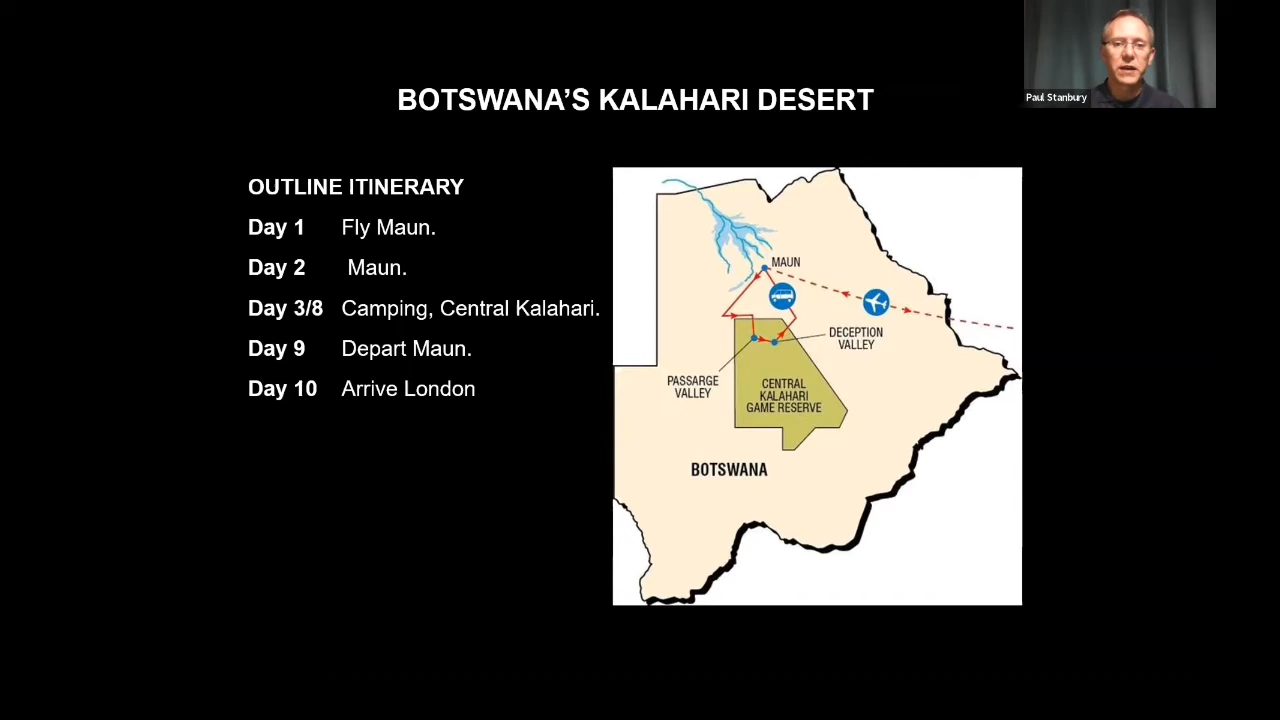 Paul Stanbury
BOTSWANA'S KALAHARI DESERT
OUTLINE ITINERARY
Day 1 Fly Maun.
Day 2 Maun.
Day 3/8 Camping, Central Kalahari.
Day 9 Depart Maun.
Day 10 Arrive London
MAUN
DECEPTION
VALLEY
PASSARGE
VALLEY
CENTRAL
KALAHARI
GAME RESERVE
BOTSWANA